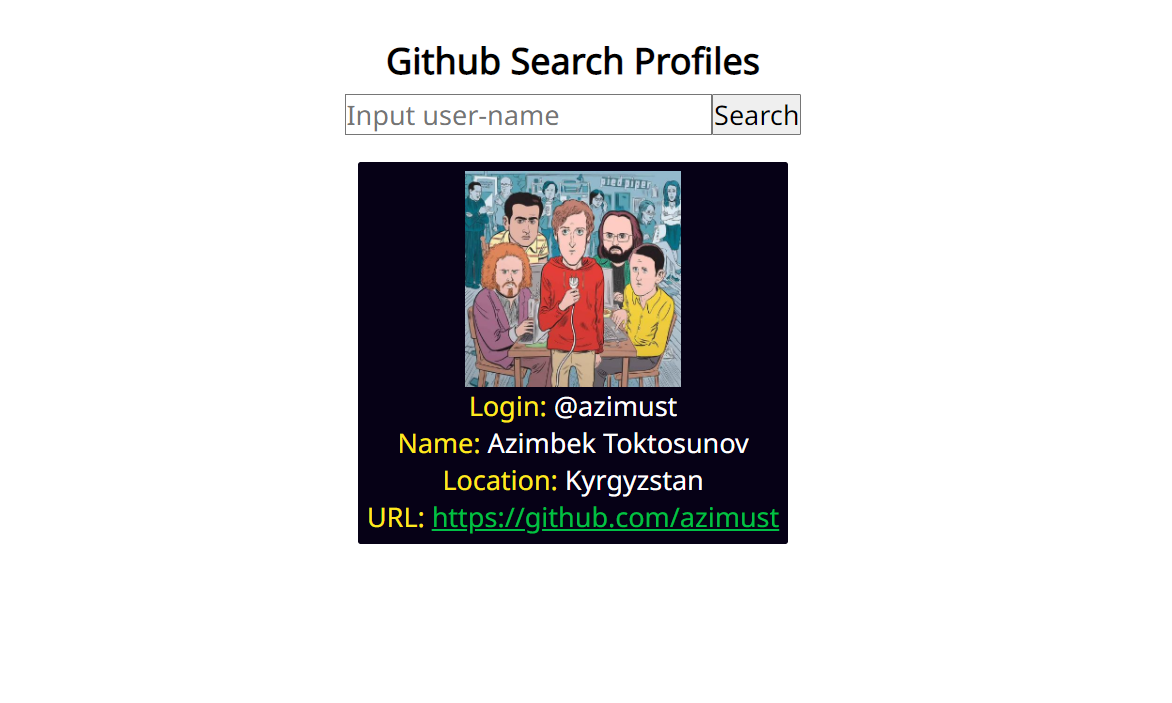 Github Search Profiles
Input user-name
Search
Login: @azimust
Name: Azimbek Toktosunov
Location: Kyrgyzstan
URL: https://github.com/azimust